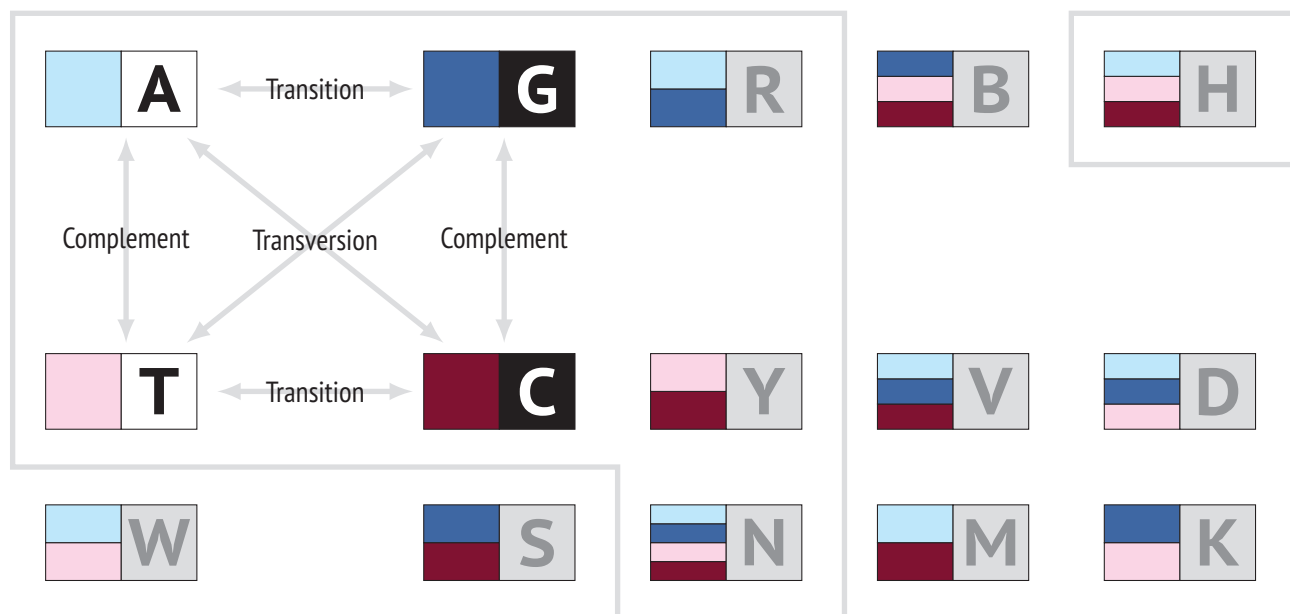 A Transition G R B H
Complement Transversion Complement
T Transition C Y V D
W S N M K